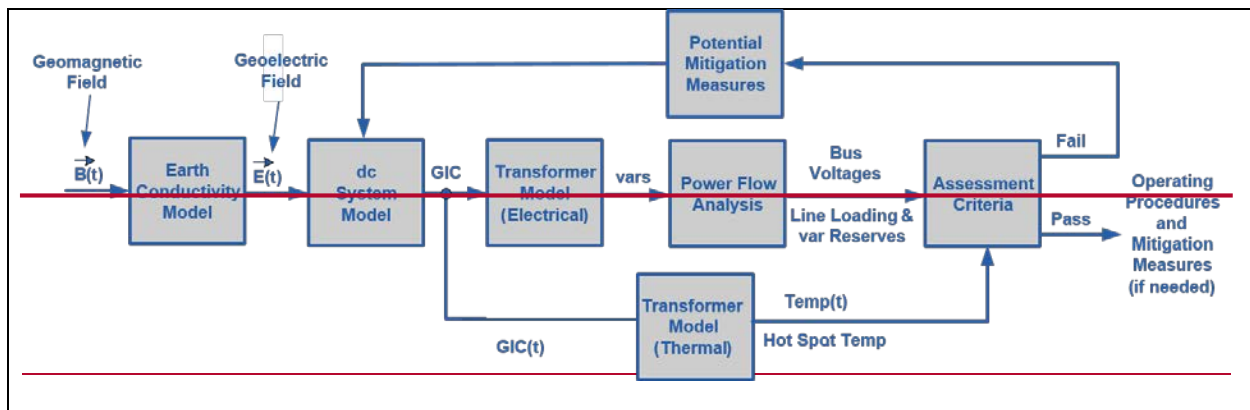 Geomagnetic
Field
Geoelectric
Field
Potential
Mitigation
Measures
B(t)
Earth
Conductivity
Model
E(t)
dc
System
Model
GIC
Transformer
Model
(Electrical)
vars
Power Flow
Analysis
Bus
Voltages
Line Loading &
var Reserves
Assessment
Criteria
Fail
Pass
Operating
Procedures
and
Mitigation
Measures
(if needed)
GIC(t)
Transformer
Model
(Thermal)
Temp(t)
Hot Spot Temp